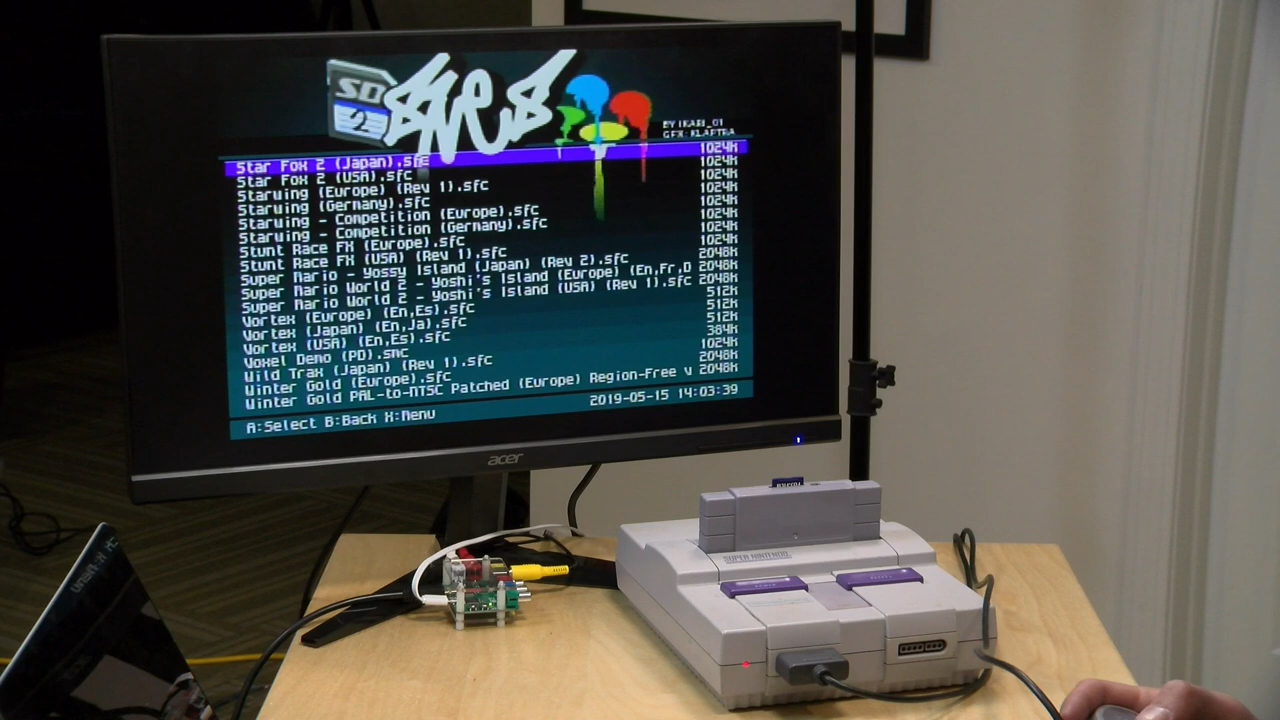 SD
2
snes
BY IKARI_01
GFX: KLAPTRA
Star Fox 2 (Japan).sfc 1024K
Star Fox 2 (USA).sfc 1024K
Starwing (Europe) (Rev 1).sfc 1024K
Starwing (Germany).sfc 1024K
Starwing - Competition (Europe).sfc 1024K
Starwing - Competition (Germany).sfc 1024K
Stunt Race FX (Europe).sfc 1024K
Stunt Race FX (USA) (Rev 1).sfc 1024K
Super Mario - Yossy Island (Japan) (Rev 2).sfc 2048K
Super Mario World 2 - Yoshi's Island (Europe) (En,Fr,D 2048K
Super Mario World 2 - Yoshi's Island (USA) (Rev 1).sfc 2048K
Vortex (Europe) (En,Es).sfc 512K
Vortex (Japan) (En,Ja).sfc 512K
Vortex (USA) (En,Es).sfc 512K
Voxel Demo (PD).smc 384K
Wild Trax (Japan) (Rev 1).sfc 1024K
Winter Gold (Europe).sfc 2048K
Winter Gold PAL-to-NTSC Patched (Europe) Region-Free v 2048K
A:Select B:Back X:Menu 2019-05-15 14:03:39
acer
SUPER NINTENDO